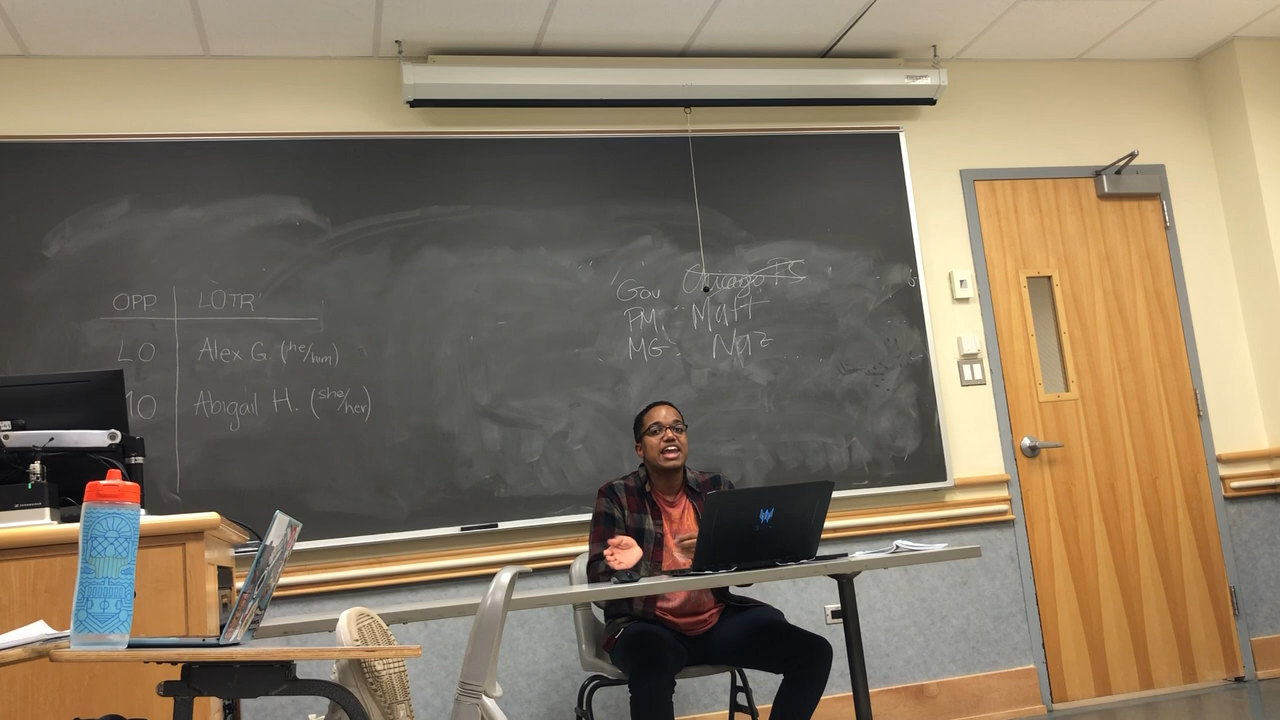 OPP LOTR
LO Alex G. (he/him)
MO Abigail H. (she/her)
Gov Chicago PS
PM: Matt
MG: Naz